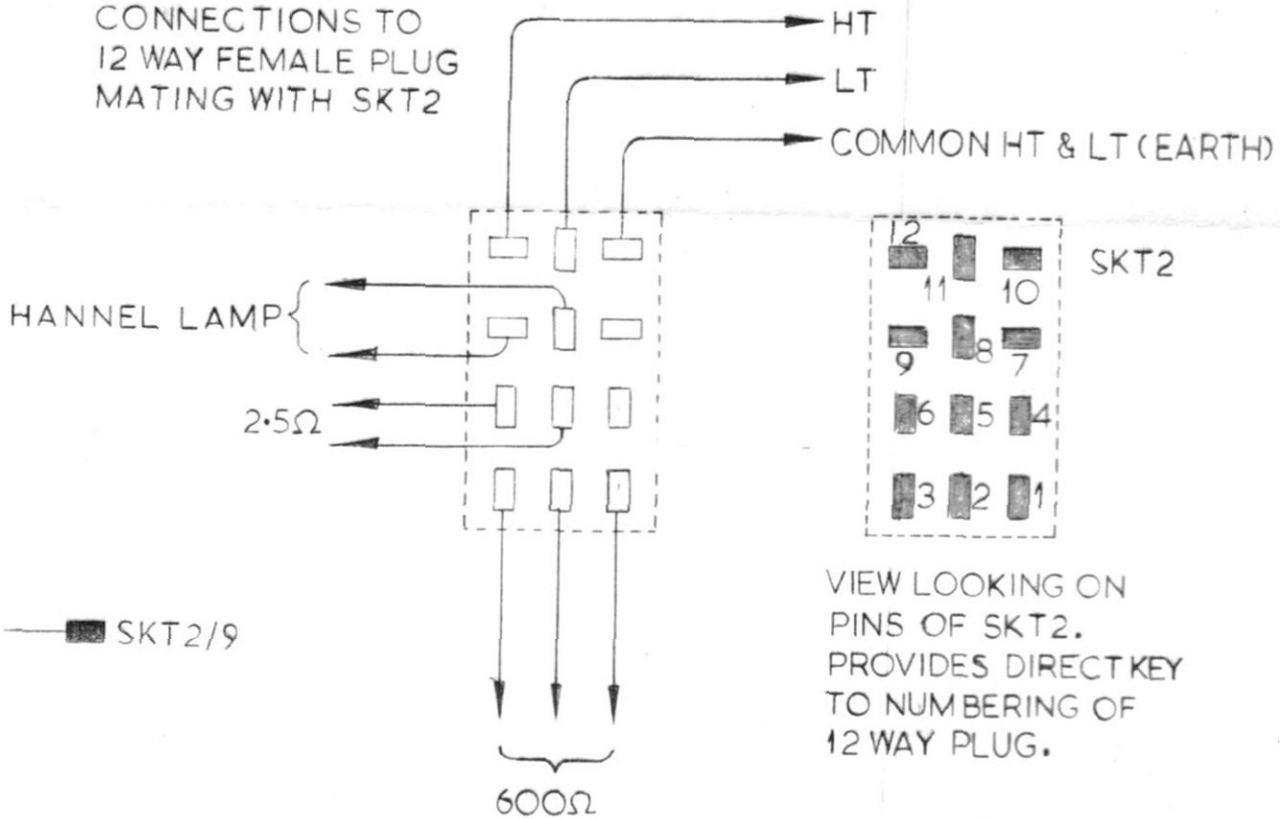 CONNECTIONS TO
12 WAY FEMALE PLUG
MATING WITH SKT2
HT
LT
COMMON HT & LT (EARTH)
HANNEL LAMP
2·5Ω
600Ω
SKT2/9
12
SKT2
11 10
9 8 7
6 5 4
3 2 1
VIEW LOOKING ON
PINS OF SKT2.
PROVIDES DIRECT KEY
TO NUMBERING OF
12 WAY PLUG.